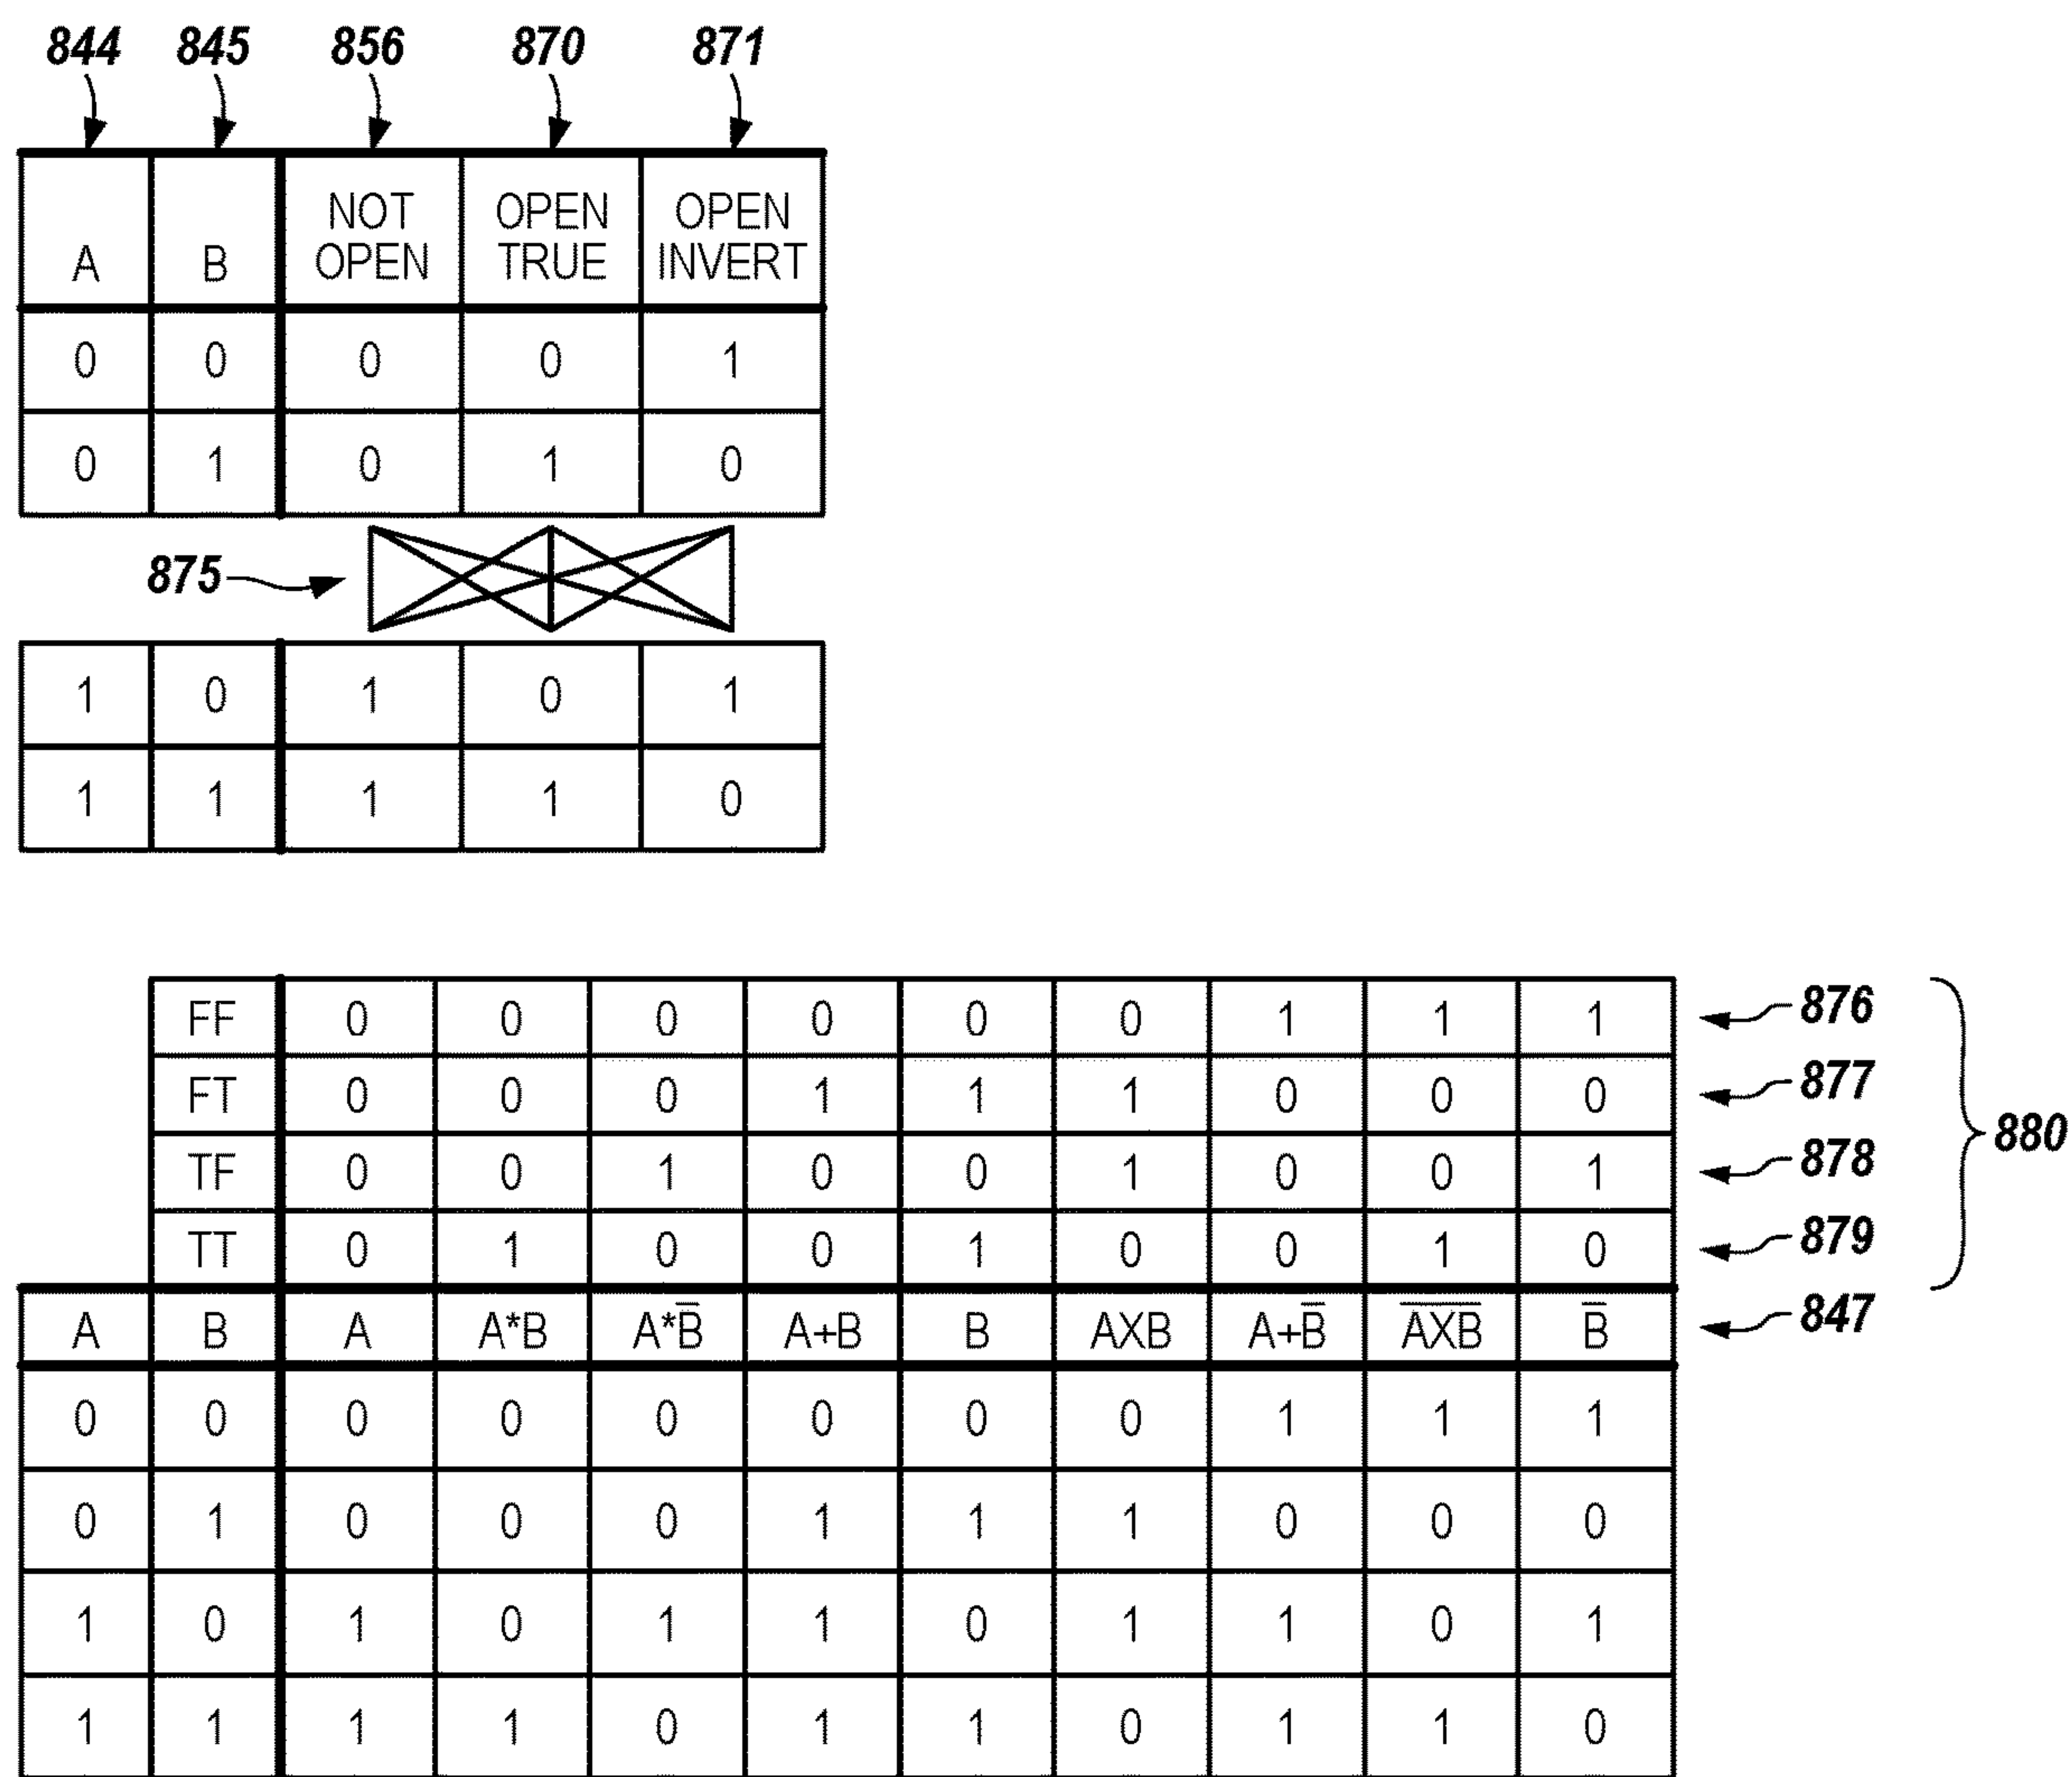 844 845 856 870 871
A B NOT OPEN OPEN TRUE OPEN INVERT
0 0 0 0 1
0 1 0 1 0
875
1 0 1 0 1
1 1 1 1 0
FF 0 0 0 0 0 0 1 1 1 876
FT 0 0 0 1 1 1 0 0 0 877
880
TF 0 0 1 0 0 1 0 0 1 878
TT 0 1 0 0 1 0 0 1 0 879
A B A A*B A*B̅ A+B B AXB A+B̅ A̅X̅B̅ B̅ 847
0 0 0 0 0 0 0 0 1 1 1
0 1 0 0 0 1 1 1 0 0 0
1 0 1 0 1 1 0 1 1 0 1
1 1 1 1 0 1 1 0 1 1 0